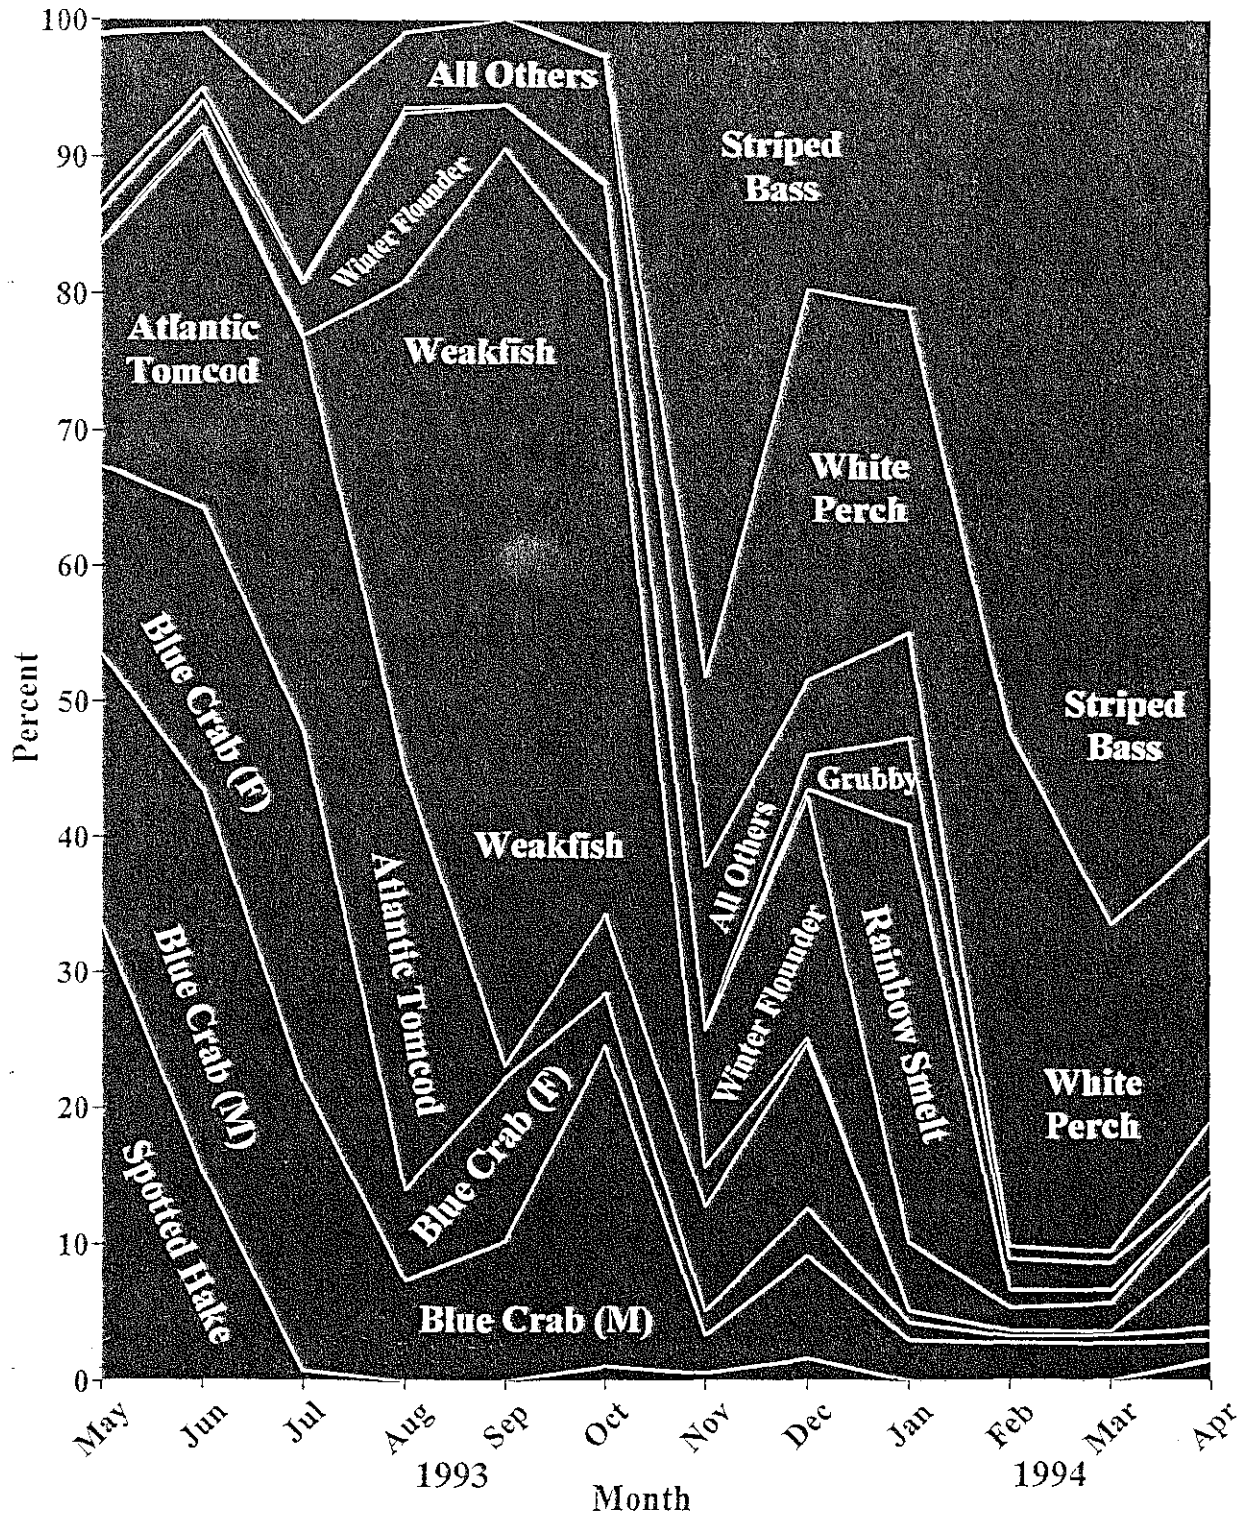 100
90
80
70
60
50
40
30
20
10
0
Percent
All Others
Striped
Bass
Winter Flounder
Atlantic
Tomcod
Weakfish
White
Perch
Blue Crab (F)
Striped
Bass
Grubby
Weakfish
All Others
Atlantic Tomcod
Winter Flounder
Rainbow Smelt
Blue Crab (M)
Blue Crab (F)
White
Perch
Spotted Hake
Blue Crab (M)
May
Jun
Jul
Aug
Sep
Oct
Nov
Dec
Jan
Feb
Mar
Apr
1993
1994
Month